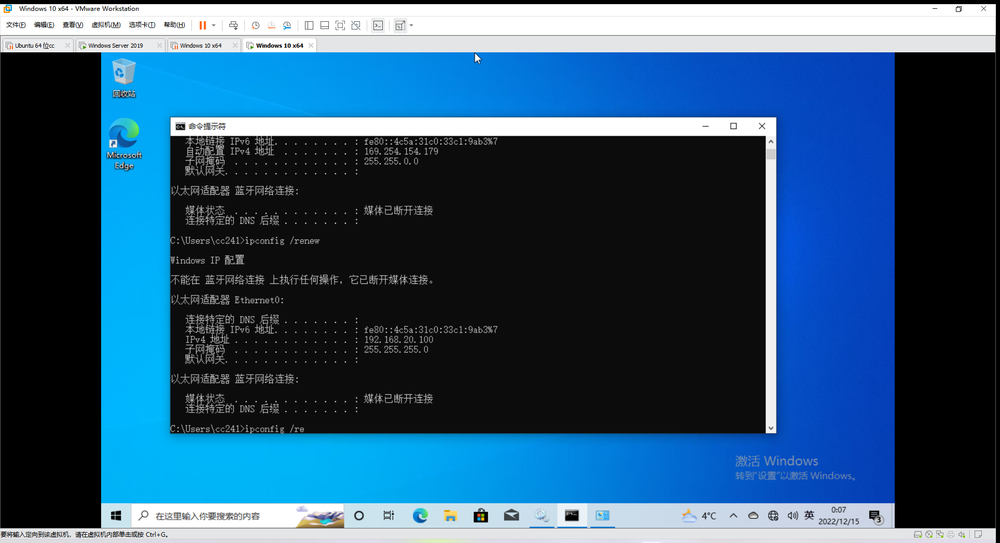 Windows 10 x64 - VMware Workstation
文件(F) 编辑(E) 查看(V) 虚拟机(M) 选项卡(T) 帮助(H)
Ubuntu 64 位cc Windows Server 2019 Windows 10 x64 Windows 10 x64
回收站
Microsoft
Edge
命令提示符
本地链接 IPv6 地址. . . . . . . . : fe80::4c5a:31c0:33c1:9ab3%7
自动配置 IPv4 地址 . . . . . . . : 169.254.154.179
子网掩码 . . . . . . . . . . . . : 255.255.0.0
默认网关. . . . . . . . . . . . . :
以太网适配器 蓝牙网络连接:
媒体状态 . . . . . . . . . . . . : 媒体已断开连接
连接特定的 DNS 后缀 . . . . . . . :
C:\Users\cc241>ipconfig /renew
Windows IP 配置
不能在 蓝牙网络连接 上执行任何操作，它已断开媒体连接。
以太网适配器 Ethernet0:
连接特定的 DNS 后缀 . . . . . . . :
本地链接 IPv6 地址. . . . . . . . : fe80::4c5a:31c0:33c1:9ab3%7
IPv4 地址 . . . . . . . . . . . . : 192.168.20.100
子网掩码 . . . . . . . . . . . . : 255.255.255.0
默认网关. . . . . . . . . . . . . :
以太网适配器 蓝牙网络连接:
媒体状态 . . . . . . . . . . . . : 媒体已断开连接
连接特定的 DNS 后缀 . . . . . . . :
C:\Users\cc241>ipconfig /re
激活 Windows
转到"设置"以激活 Windows。
在这里输入你要搜索的内容
4°C 英 0:07
2022/12/15 3
要将输入定向到该虚拟机，请在虚拟机内部单击或按 Ctrl+G。